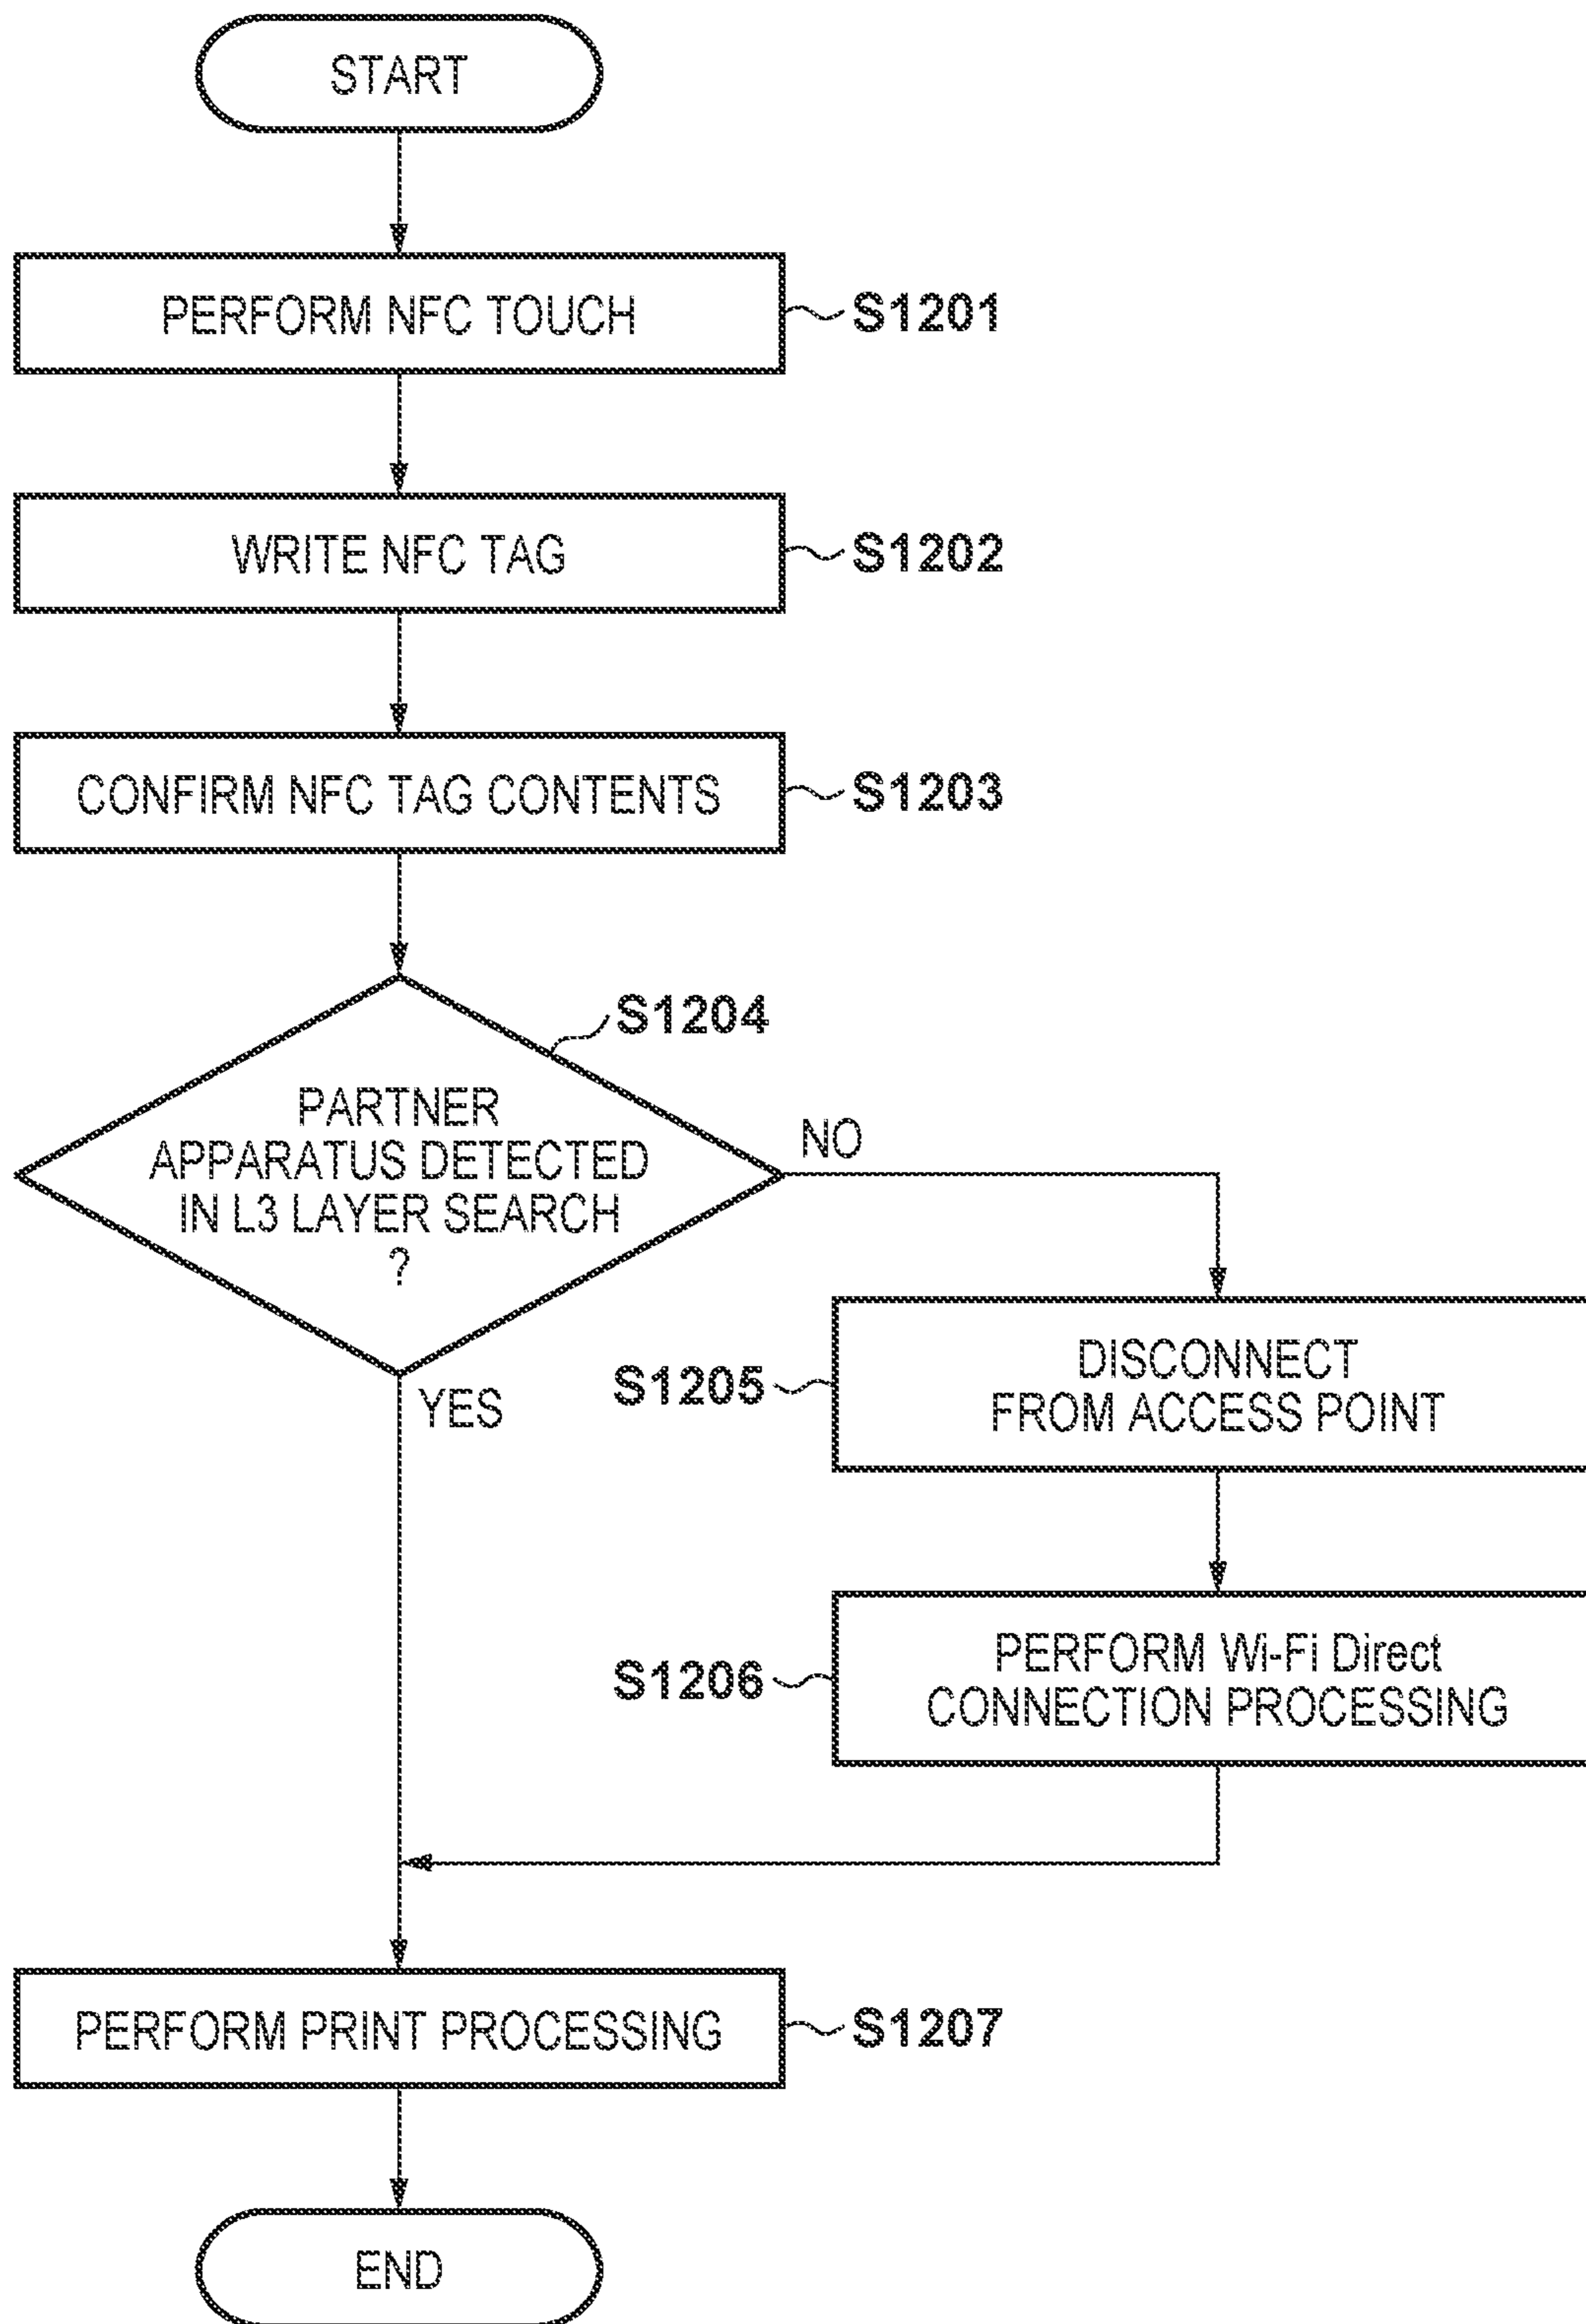 START
PERFORM NFC TOUCH
S1201
WRITE NFC TAG
S1202
CONFIRM NFC TAG CONTENTS
S1203
S1204
PARTNER
APPARATUS DETECTED
IN L3 LAYER SEARCH
?
NO
YES
S1205
DISCONNECT
FROM ACCESS POINT
S1206
PERFORM Wi-Fi Direct
CONNECTION PROCESSING
PERFORM PRINT PROCESSING
S1207
END